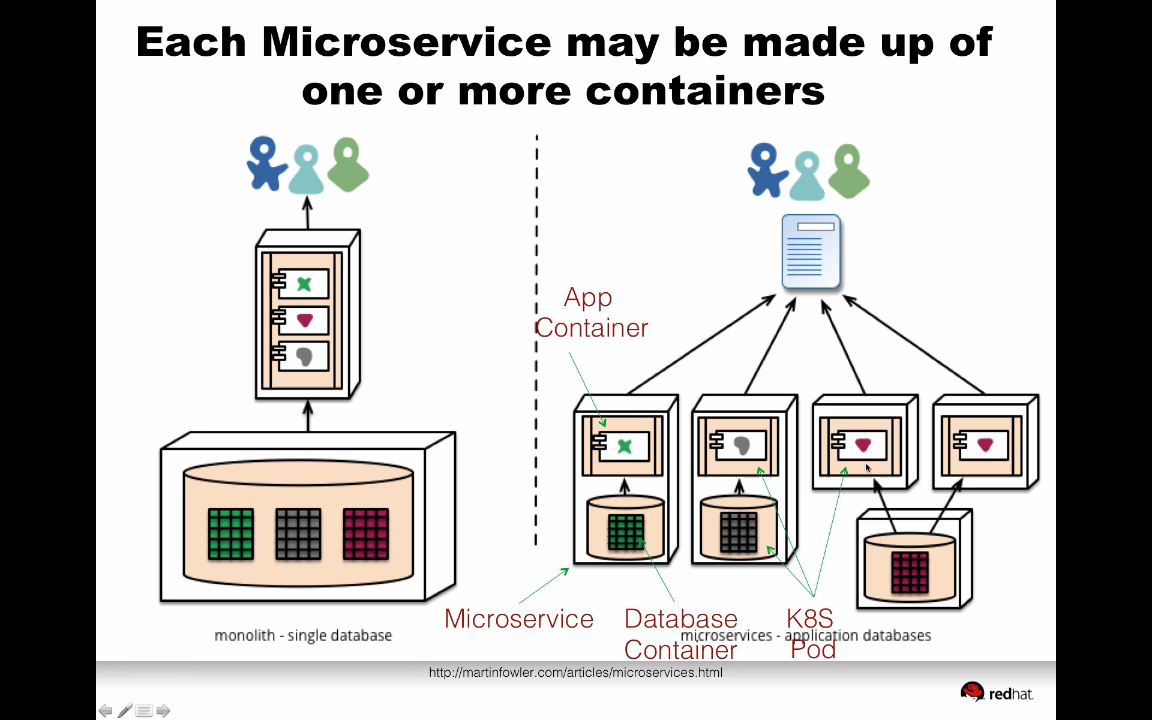 Each Microservice may be made up of
one or more containers
App
Container
Microservice
Database
Container
K8S
Pod
monolith - single database
microservices - application databases
http://martinfowler.com/articles/microservices.html
redhat.